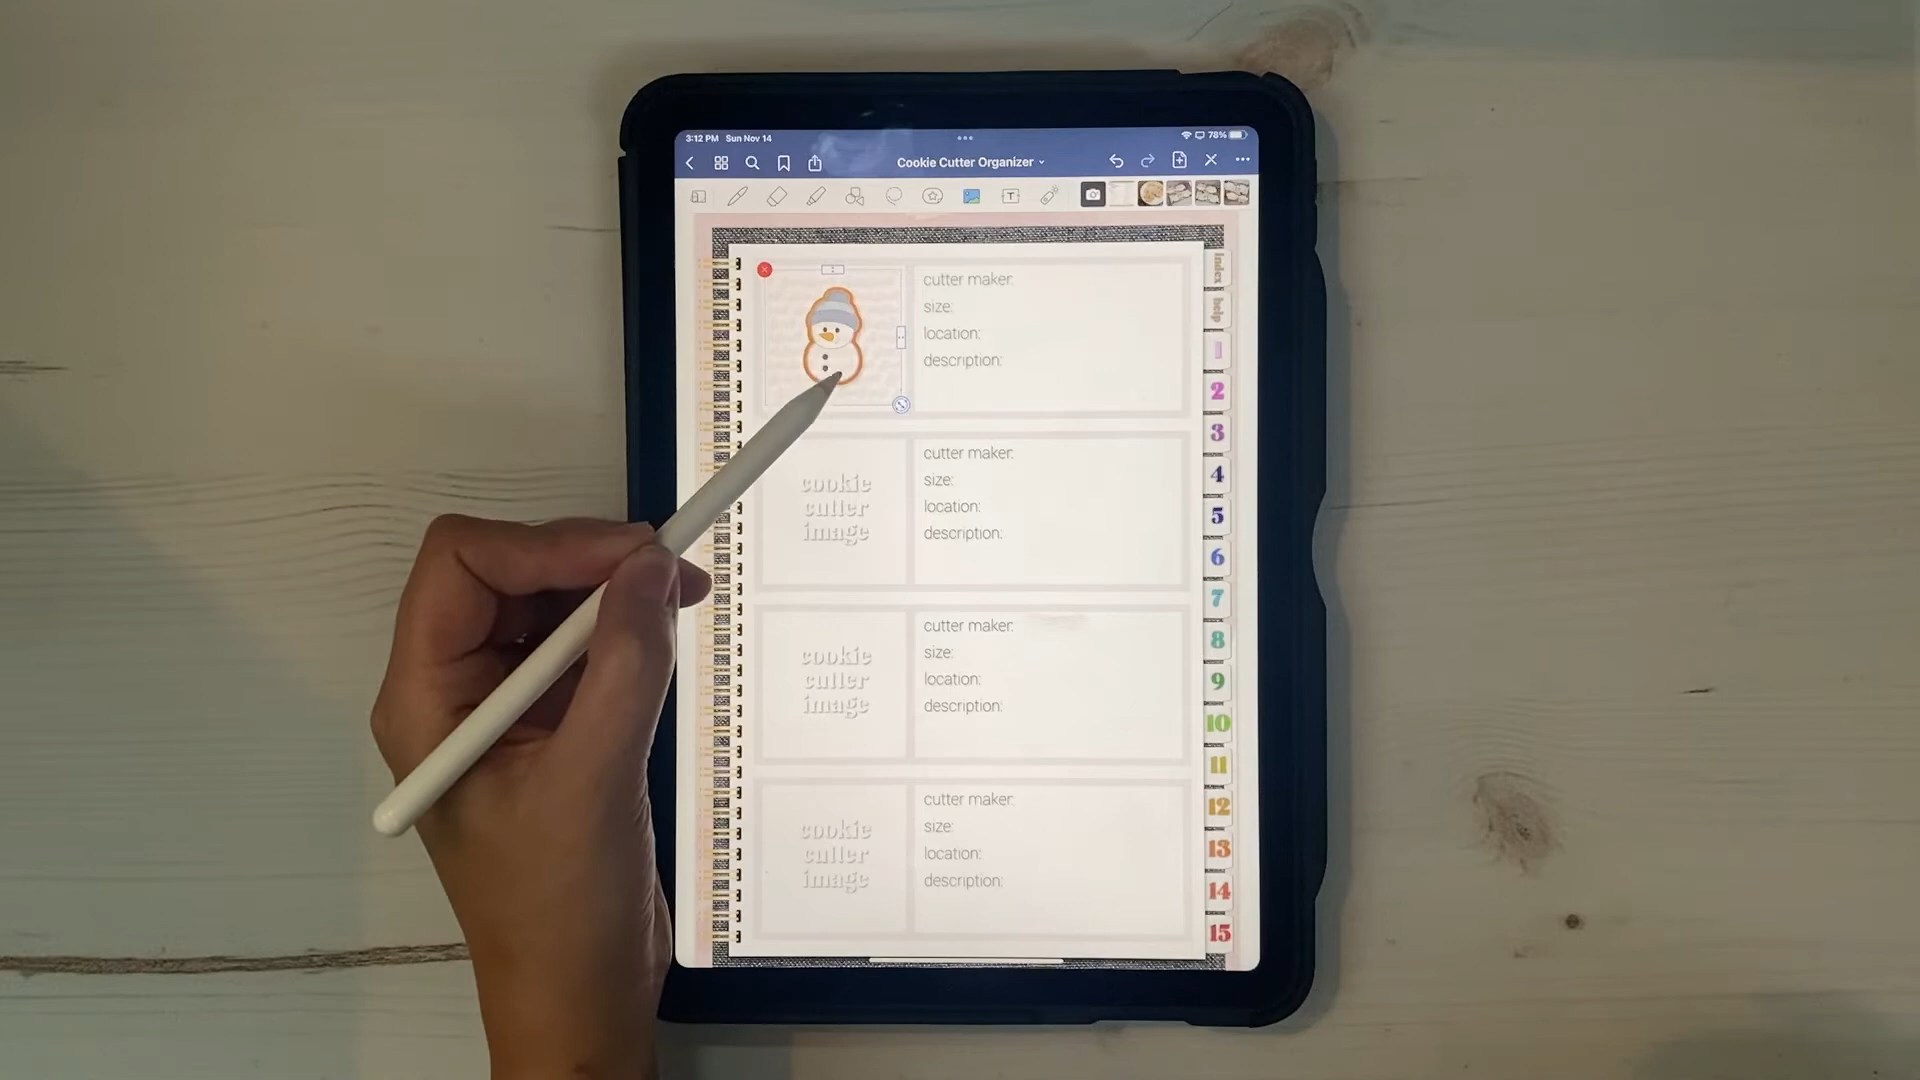 3:12 PM Sun Nov 14
78%
Cookie Cutter Organizer
T
Index
help
1
2
3
4
5
6
7
8
9
10
11
12
13
14
15
cutter maker:
size:
location:
description:
cookie
cutter
image
cutter maker:
size:
location:
description:
cookie
cutter
image
cutter maker:
size:
location:
description:
cookie
cutter
image
cutter maker:
size:
location:
description: